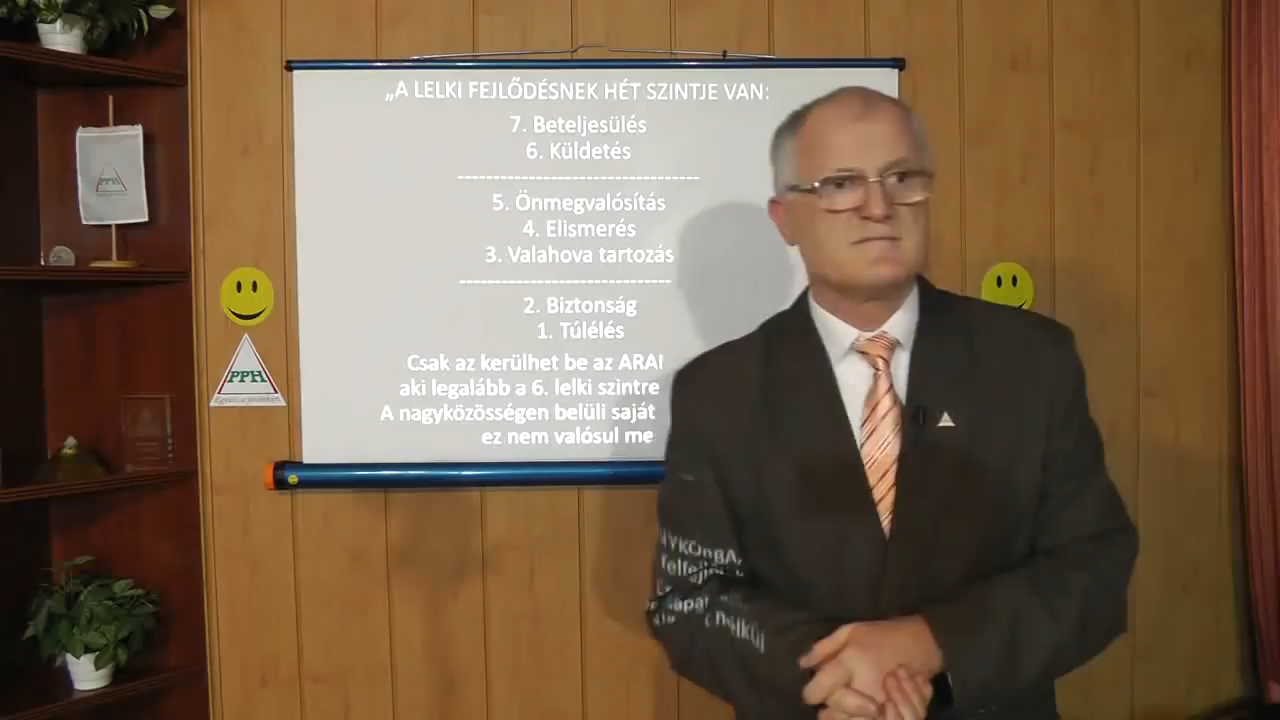 „A LELKI FEJLŐDÉSNEK HÉT SZINTJE VAN:
7. Beteljesülés
6. Küldetés
5. Önmegvalósítás
4. Elismerés
3. Valahova tartozás
2. Biztonság
1. Túlélés
Csak az kerülhet be az
aki legalább a 6. lelki szintre
A nagyközösségen belüli saját
ez nem valósul me
PPH
PPH